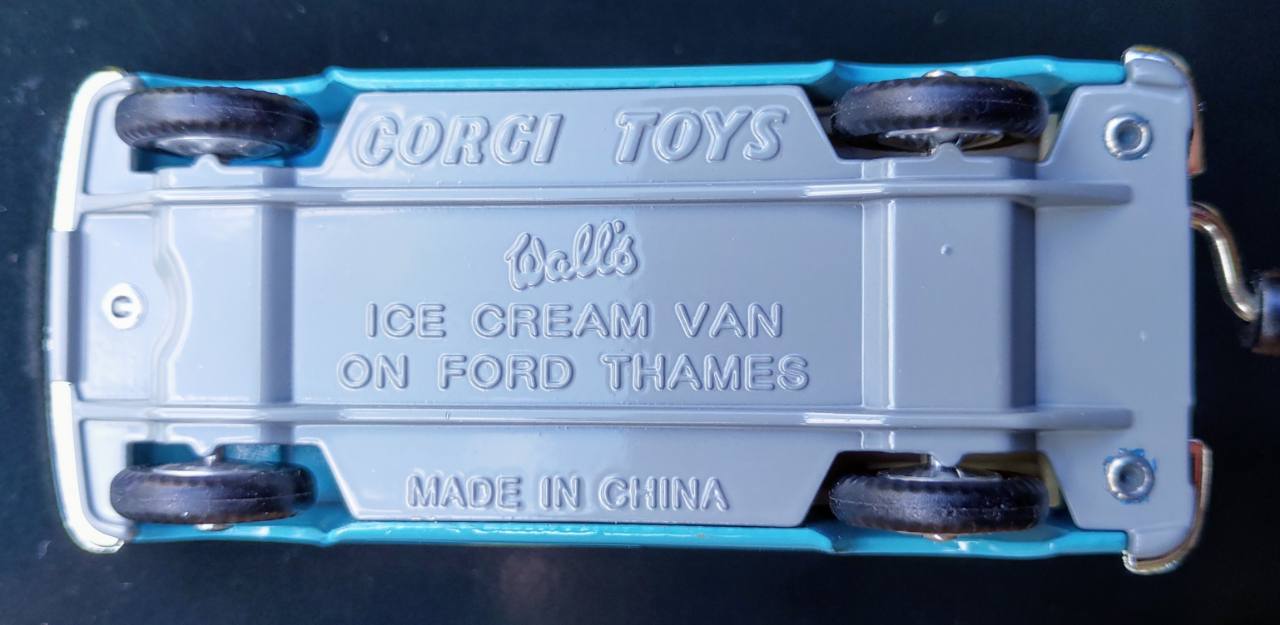 CORGI TOYS
Wall's
ICE CREAM VAN
ON FORD THAMES
MADE IN CHINA